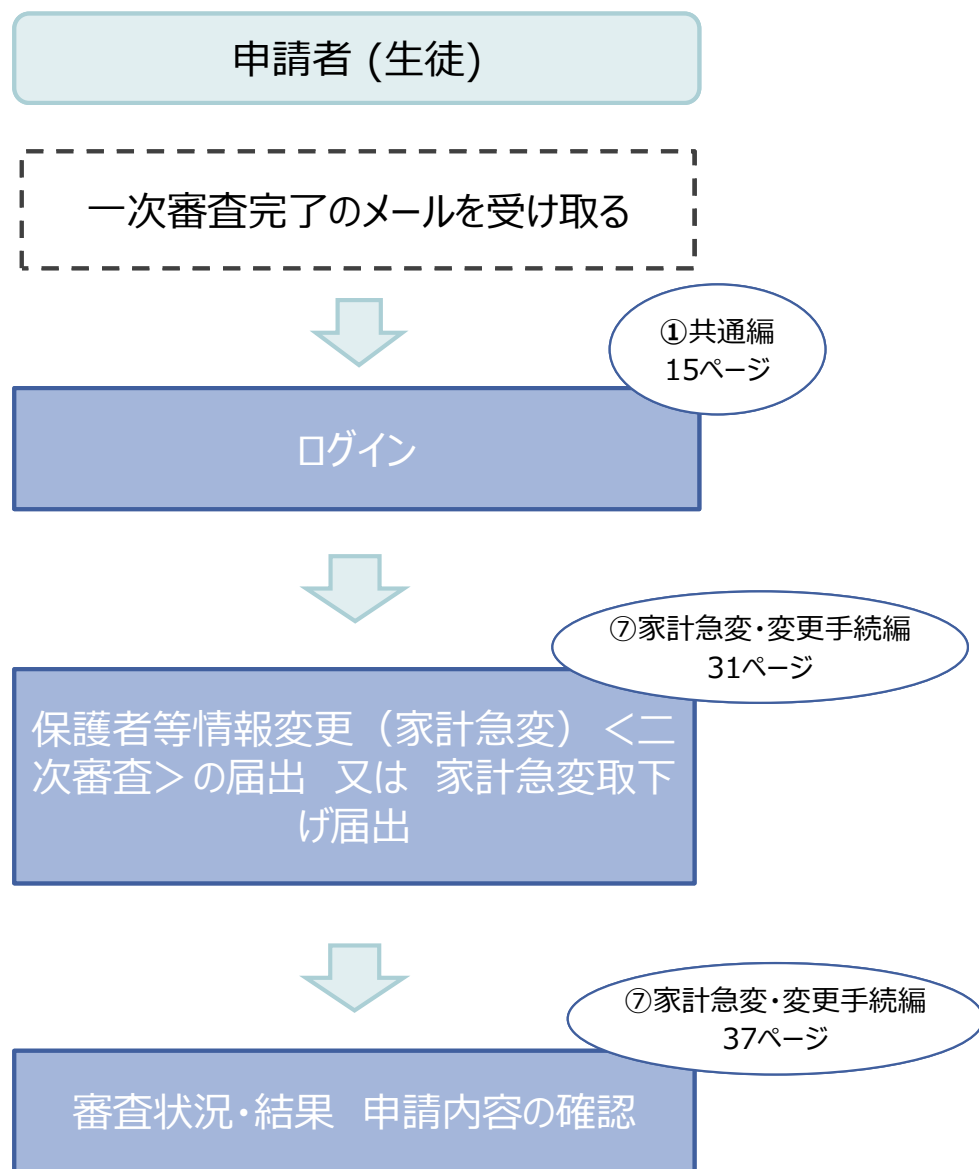 申請者 (生徒)
一次審査完了のメールを受け取る
①共通編
15ページ
ログイン
⑦家計急変・変更手続編
31ページ
保護者等情報変更（家計急変）＜二
次審査＞の届出　又は　家計急変取下
げ届出
⑦家計急変・変更手続編
37ページ
審査状況・結果　申請内容の確認